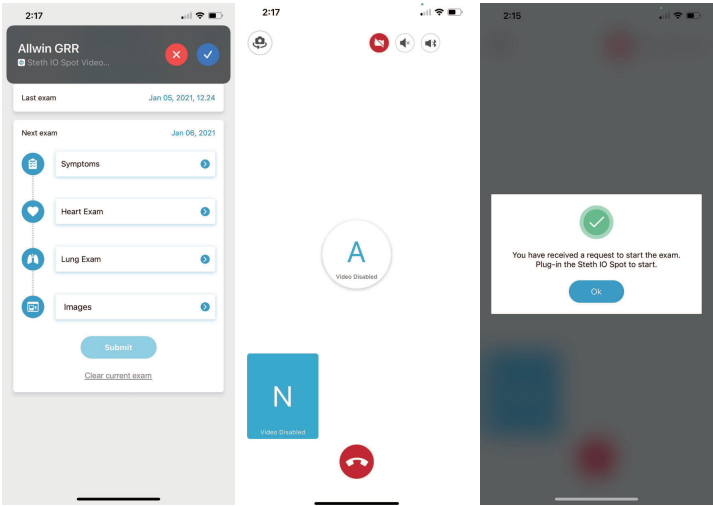 2:17
Allwin GRR
Steth IO Spot Video...
Last exam
Jan 05, 2021, 12.24
Next exam
Jan 06, 2021
Symptoms
Heart Exam
Lung Exam
Images
Submit
Clear current exam
2:17
A
Video Disabled
N
Video Disabled
2:15
You have received a request to start the exam.
Plug-in the Steth IO Spot to start.
Ok